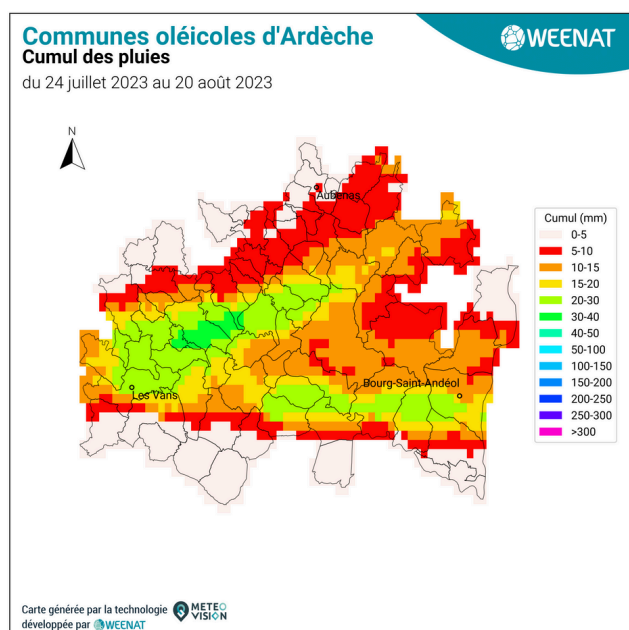 Communes oléicoles d'Ardèche
Cumul des pluies
du 24 juillet 2023 au 20 août 2023
WEENAT
N
Aubenas
Les Vans
Bourg-Saint-Andéol
Cumul (mm)
0-5
5-10
10-15
15-20
20-30
30-40
40-50
50-100
100-150
150-200
200-250
250-300
>300
Carte générée par la technologie METEO VISION
développée par WEENAT